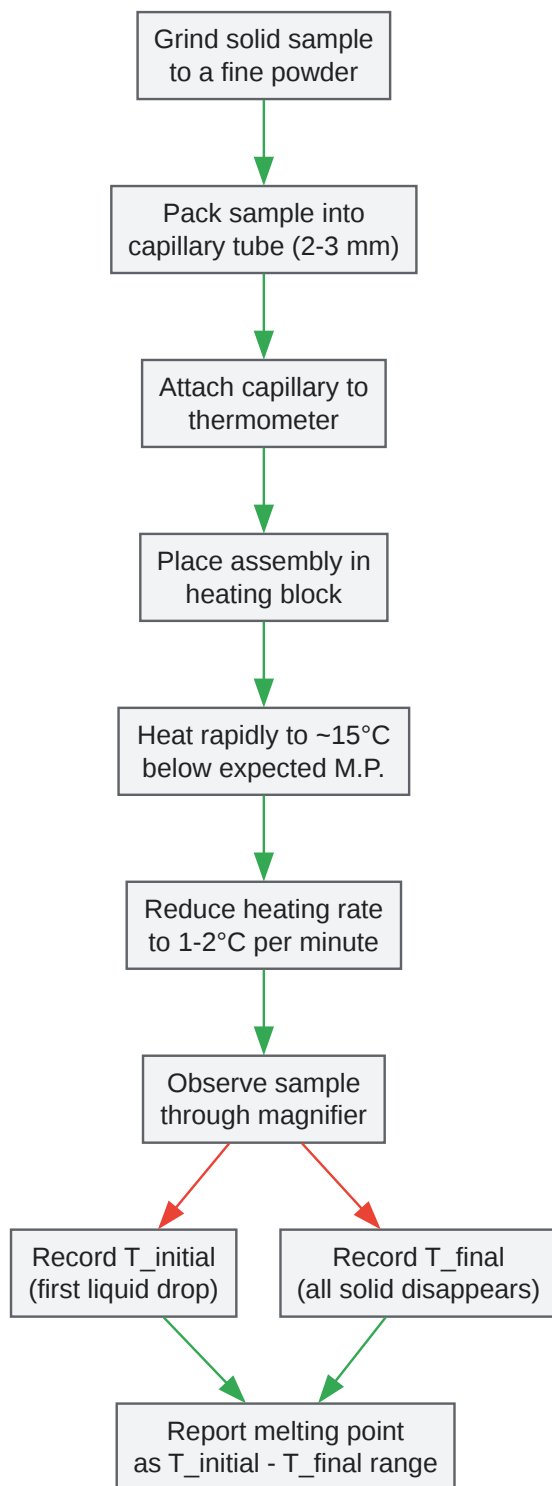 Grind solid sample
to a fine powder
Pack sample into
capillary tube (2-3 mm)
Attach capillary to
thermometer
Place assembly in
heating block
Heat rapidly to ~15°C
below expected M.P.
Reduce heating rate
to 1-2°C per minute
Observe sample
through magnifier
Record T_initial
(first liquid drop)
Record T_final
(all solid disappears)
Report melting point
as T_initial - T_final range